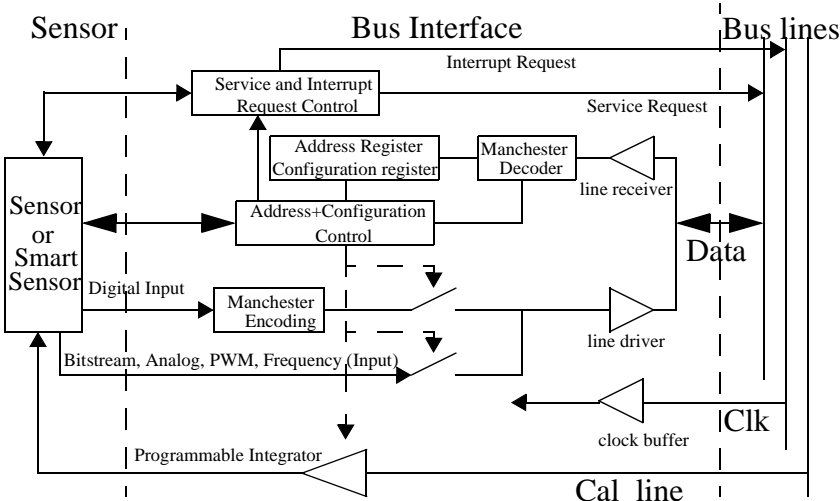 Sensor
Bus Interface
Bus lines
Interrupt Request
Service and Interrupt
Request Control
Service Request
Address Register
Configuration register
Manchester
Decoder
line receiver
Sensor
or
Smart
Sensor
Address+Configuration
Control
Data
Digital Input
Manchester
Encoding
line driver
Bitstream, Analog, PWM, Frequency (Input)
Clk
clock buffer
Programmable Integrator
Cal line